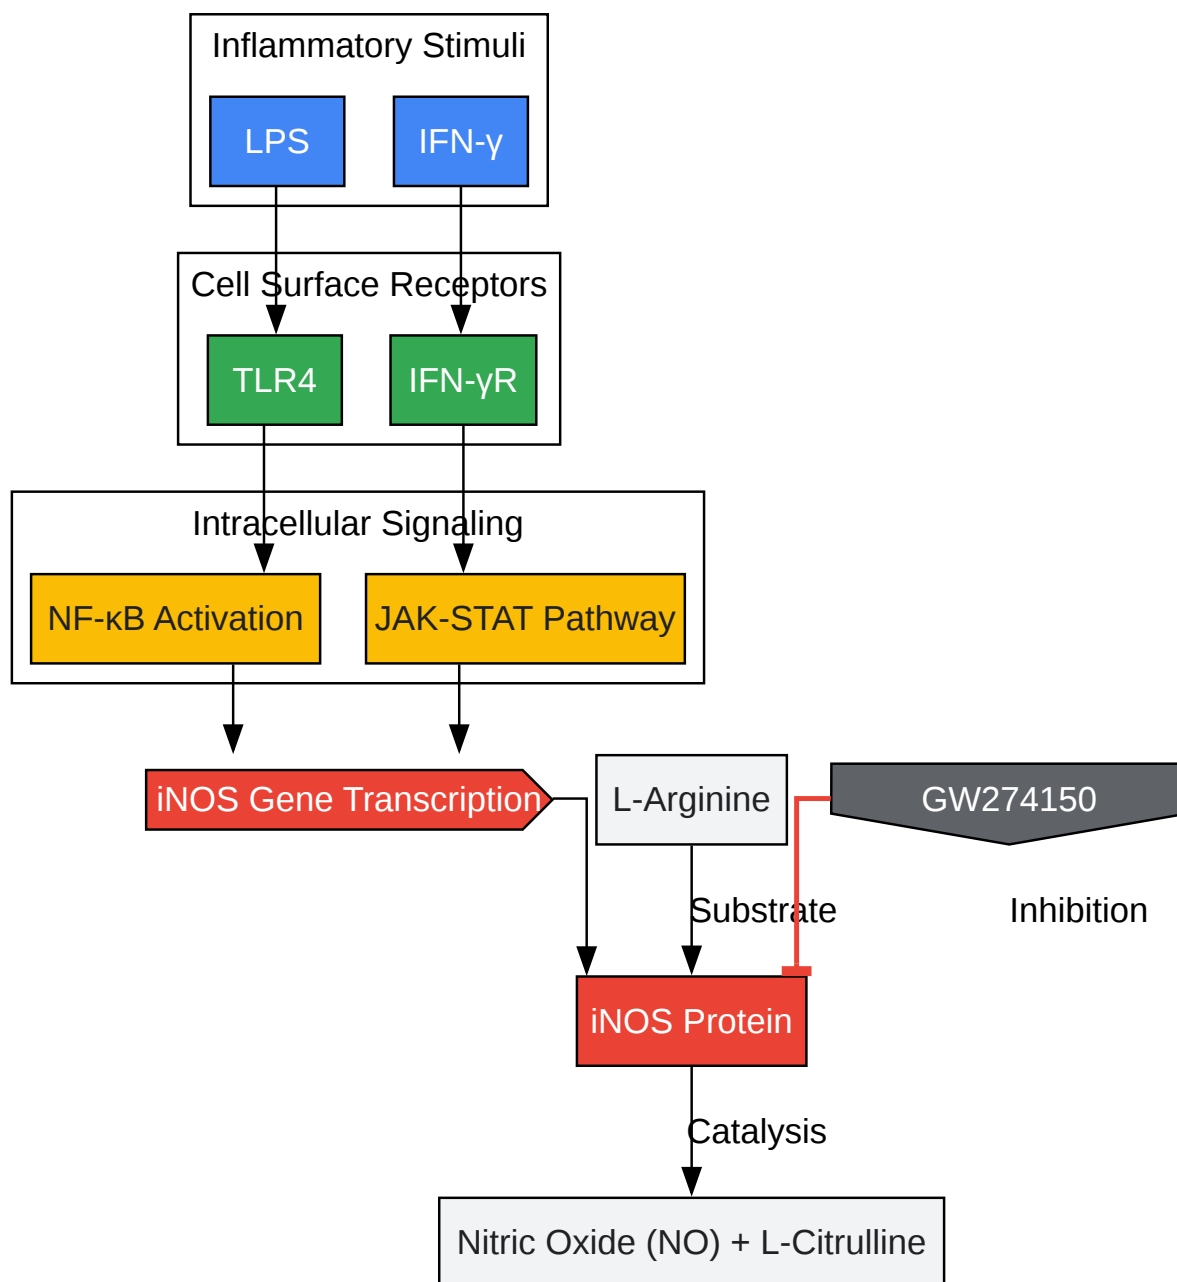 Inflammatory Stimuli
LPS
IFN-γ
Cell Surface Receptors
TLR4
IFN-γR
Intracellular Signaling
NF-κB Activation
JAK-STAT Pathway
iNOS Gene Transcription
L-Arginine
GW274150
Substrate
Inhibition
iNOS Protein
Catalysis
Nitric Oxide (NO) + L-Citrulline